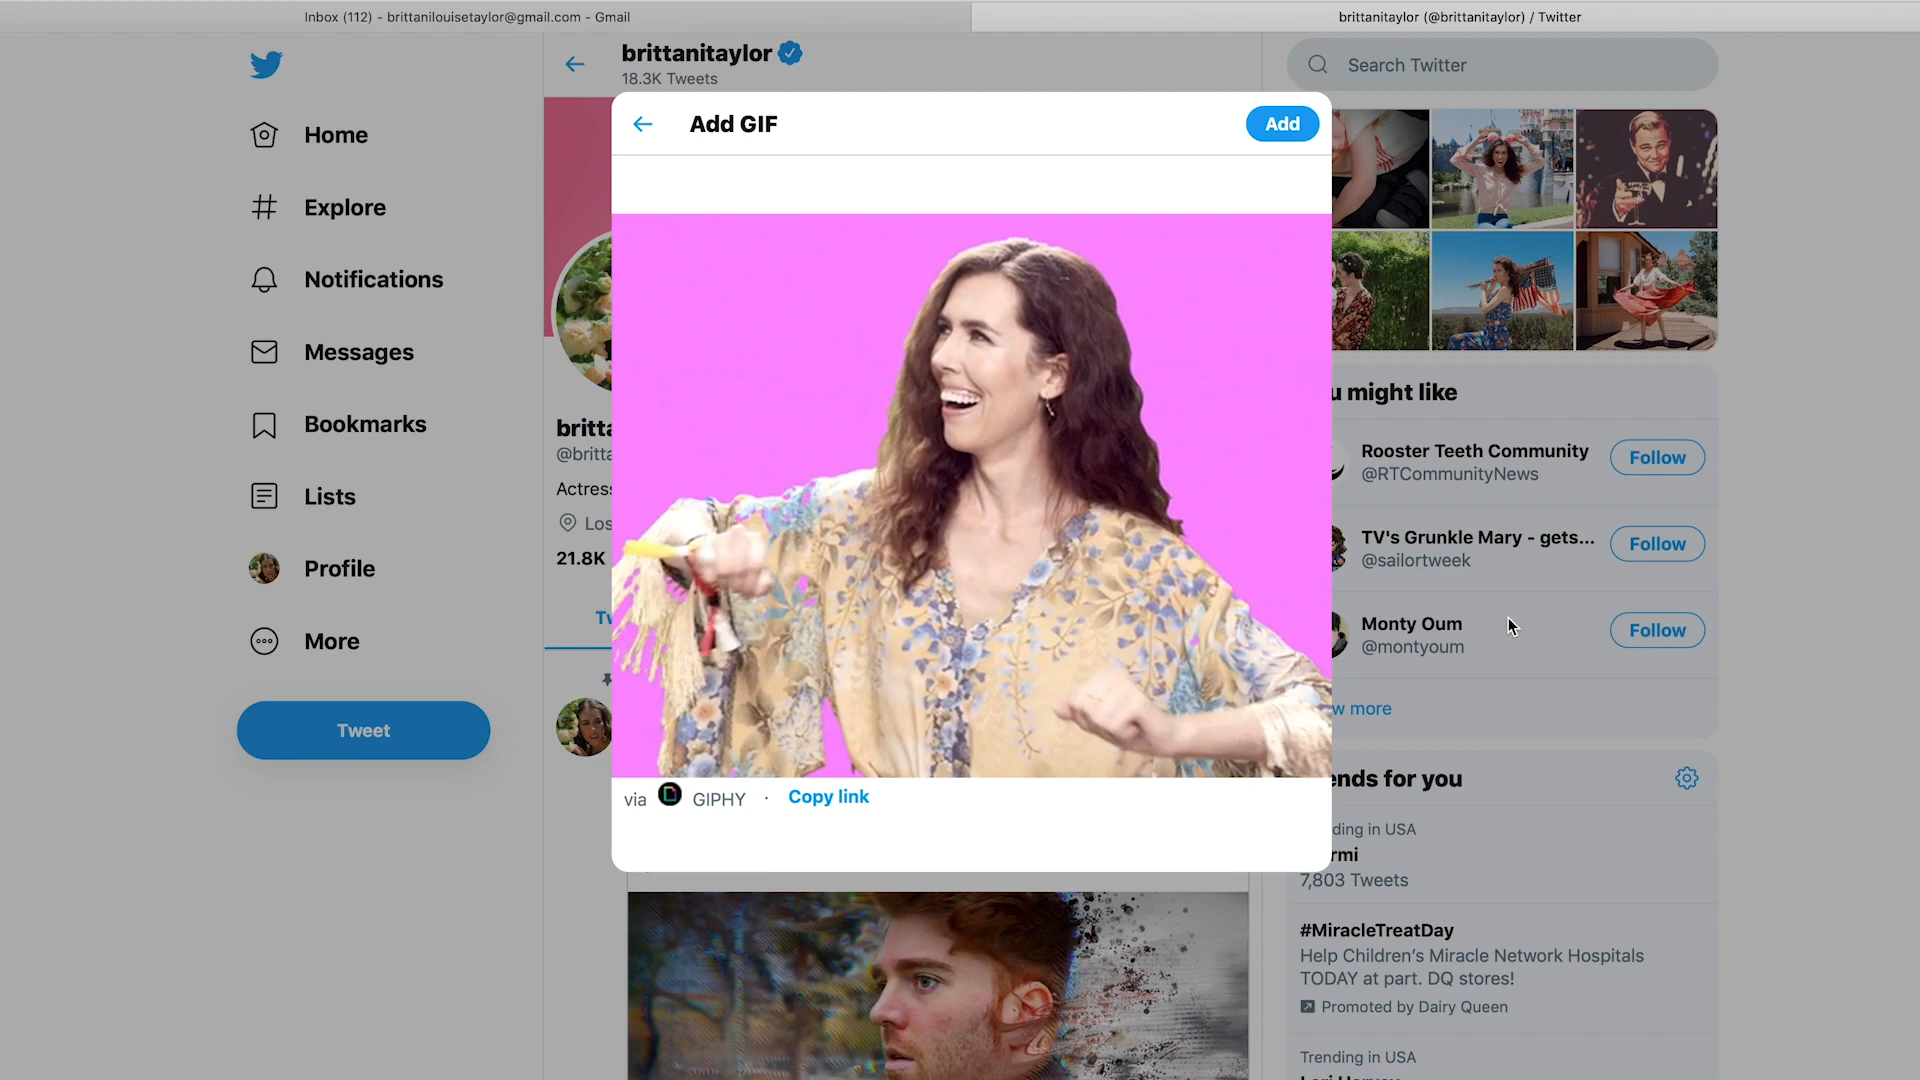 Inbox (112) - brittanilouisetaylor@gmail.com - Gmail
brittanitaylor (@brittanitaylor) / Twitter
brittanitaylor
18.3K Tweets
Search Twitter
Home
Explore
Notifications
Messages
Bookmarks
Lists
Profile
More
Tweet
Add GIF
Add
britta
@britta
Actres
Los
21.8K
Tw
via GIPHY · Copy link
u might like
Rooster Teeth Community
@RTCommunityNews
Follow
TV's Grunkle Mary - gets...
@sailortweek
Follow
Monty Oum
@montyoum
Follow
w more
ends for you
ding in USA
rmi
7,803 Tweets
#MiracleTreatDay
Help Children's Miracle Network Hospitals
TODAY at part. DQ stores!
Promoted by Dairy Queen
Trending in USA